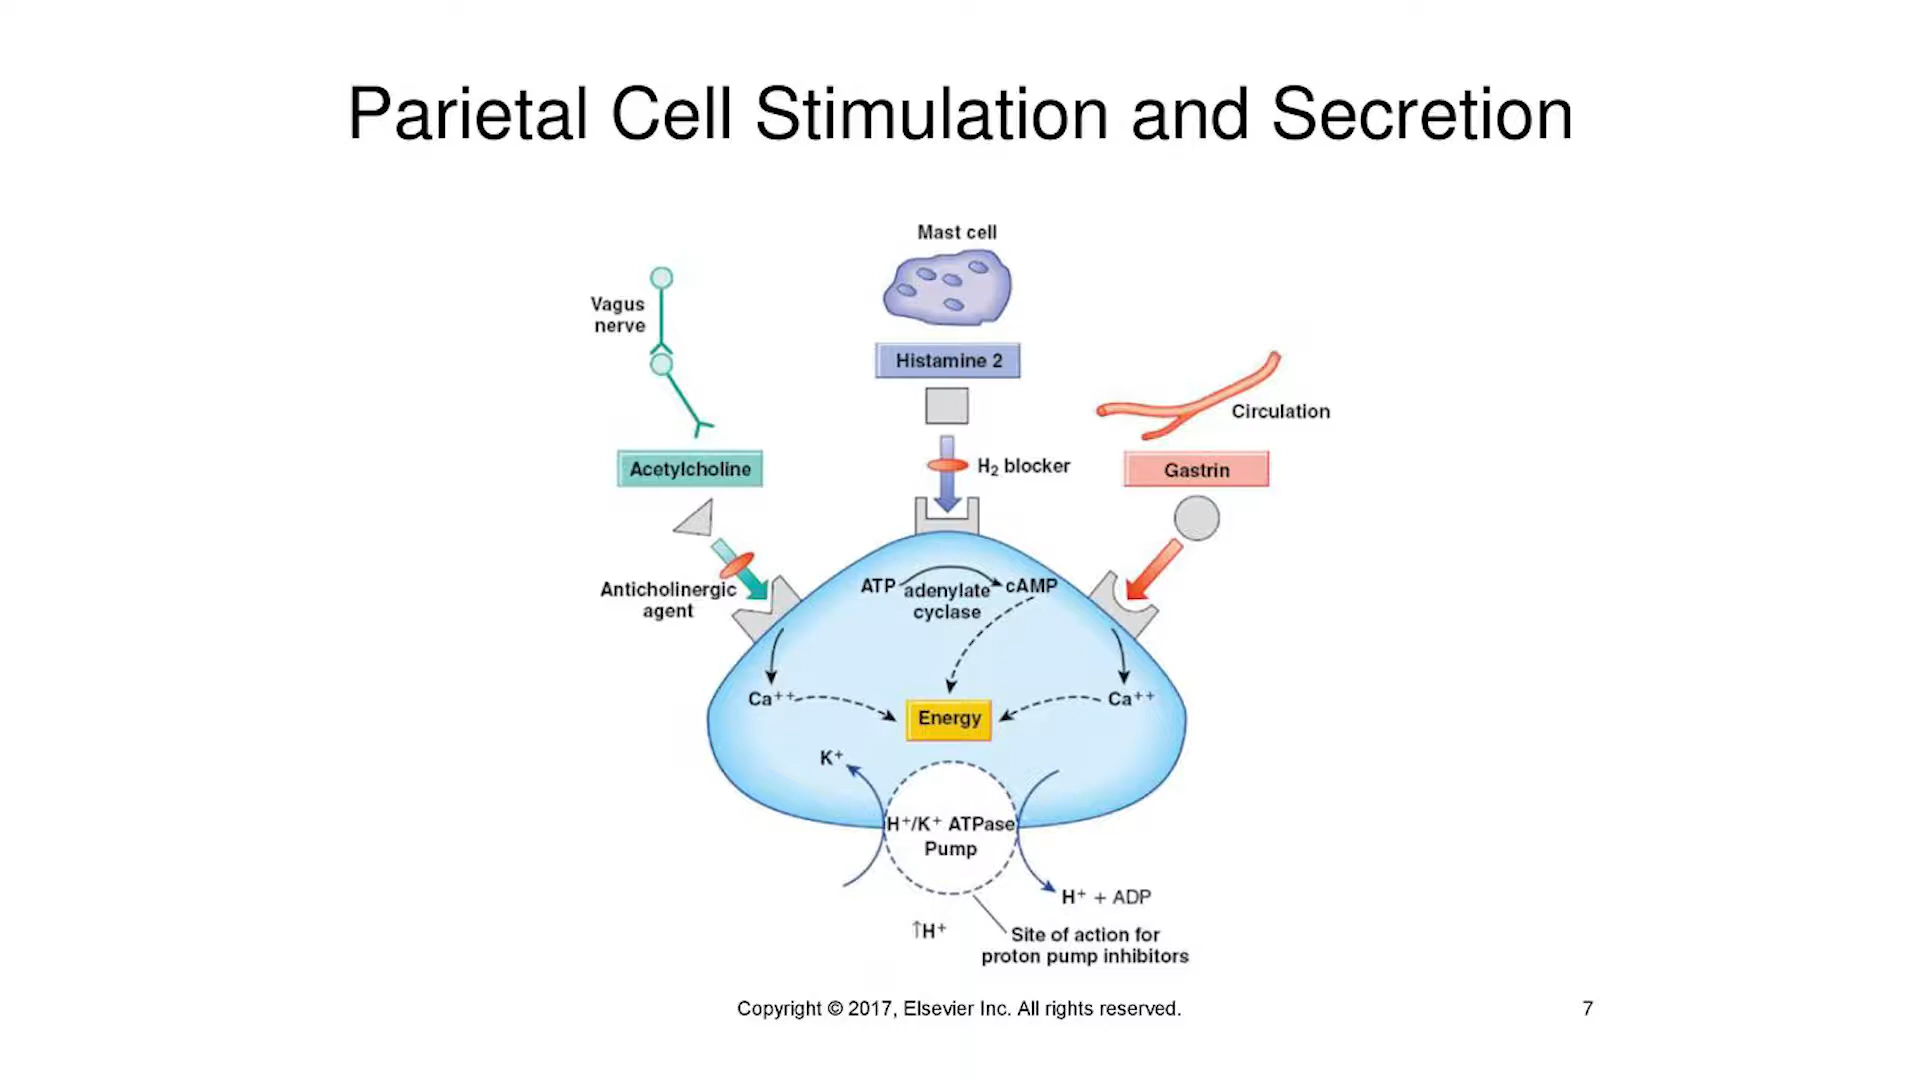 Parietal Cell Stimulation and Secretion
Mast cell
Vagus
nerve
Histamine 2
Circulation
H₂ blocker
Acetylcholine
Gastrin
Anticholinergic
agent
ATP
adenylate
cyclase
cAMP
Ca⁺⁺
Energy
Ca⁺⁺
K⁺
H⁺/K⁺ ATPase
Pump
H⁺ + ADP
↑H⁺
Site of action for
proton pump inhibitors
Copyright © 2017, Elsevier Inc. All rights reserved.
7